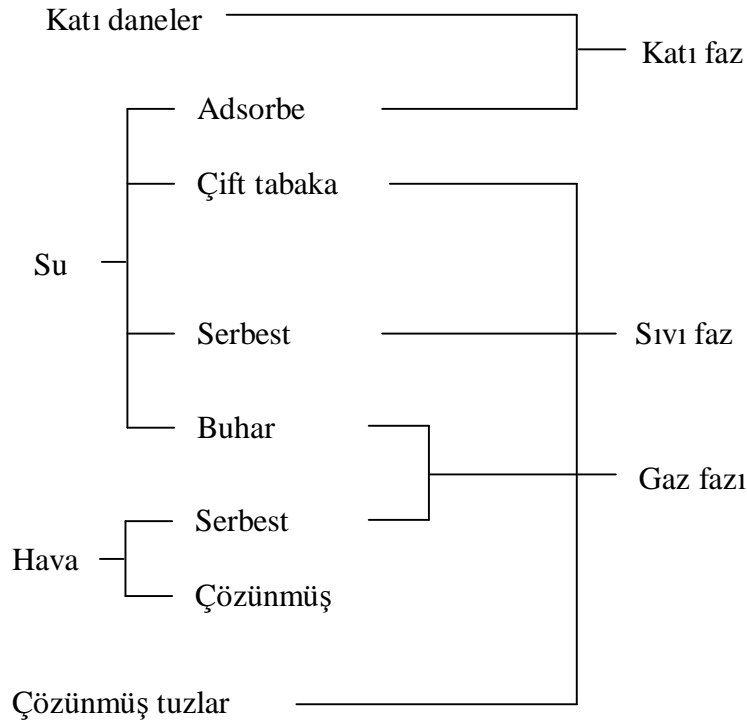 Katı daneler
Katı faz
Adsorbe
Çift tabaka
Su
Serbest
Sıvı faz
Buhar
Gaz fazı
Serbest
Hava
Çözünmüş
Çözünmüş tuzlar